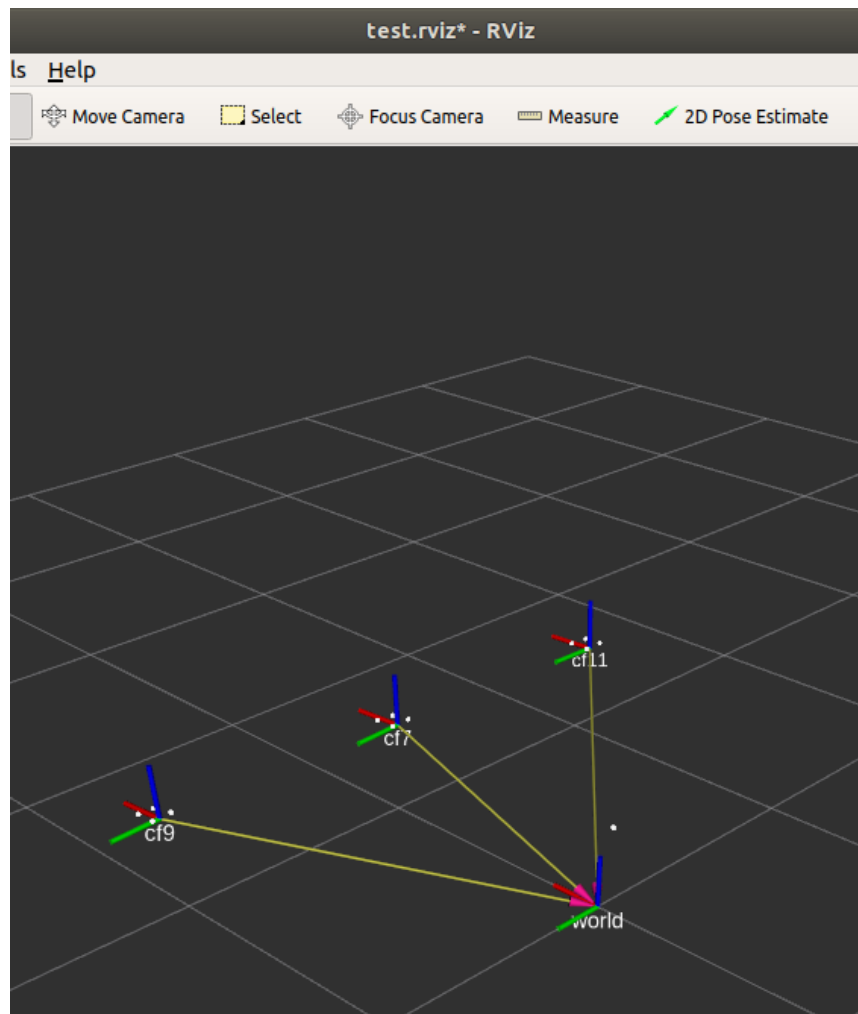 test.rviz* - RViz
ls Help
Move Camera Select Focus Camera Measure 2D Pose Estimate
cf11
cf7
cf9
world